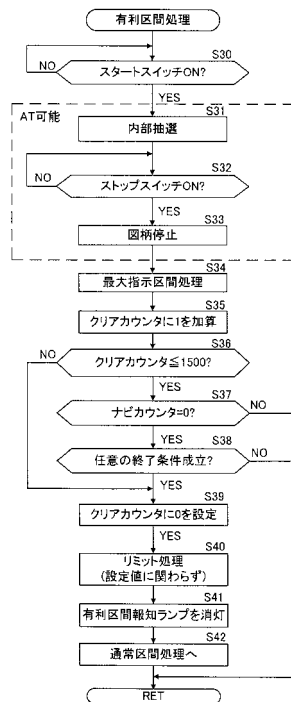 有利区間処理
S30
NO
スタートスイッチON?
YES
S31
AT可能
内部抽選
NO
S32
ストップスイッチON?
YES
S33
図柄停止
S34
最大指示区間処理
S35
クリアカウンタに1を加算
S36
NO
クリアカウンタ≦1500?
YES
S37
ナビカウンタ=0?
NO
YES
S38
任意の終了条件成立?
NO
YES
S39
クリアカウンタに0を設定
S40
リミット処理
(設定値に関わらず)
S41
有利区間報知ランプを消灯
S42
通常区間処理へ
RET